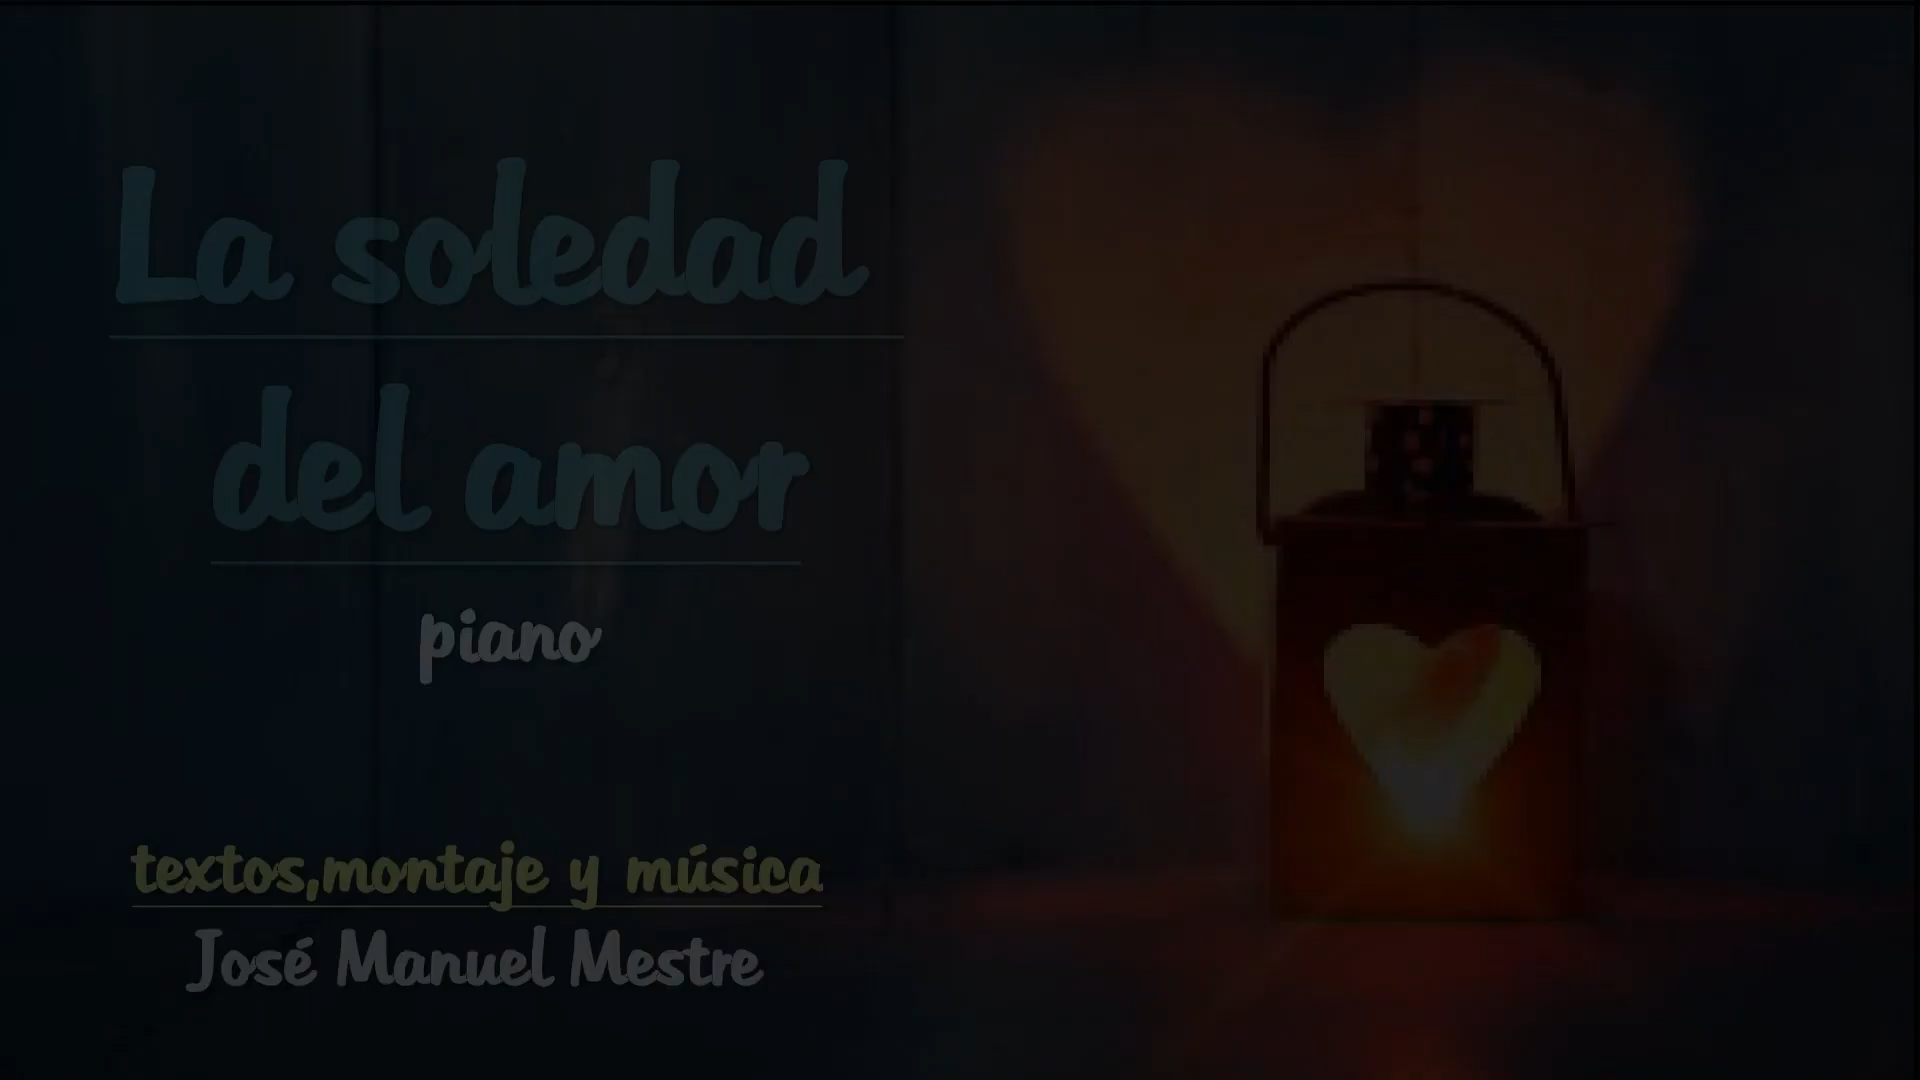 La soledad
del amor
piano
textos,montaje y música
José Manuel Mestre